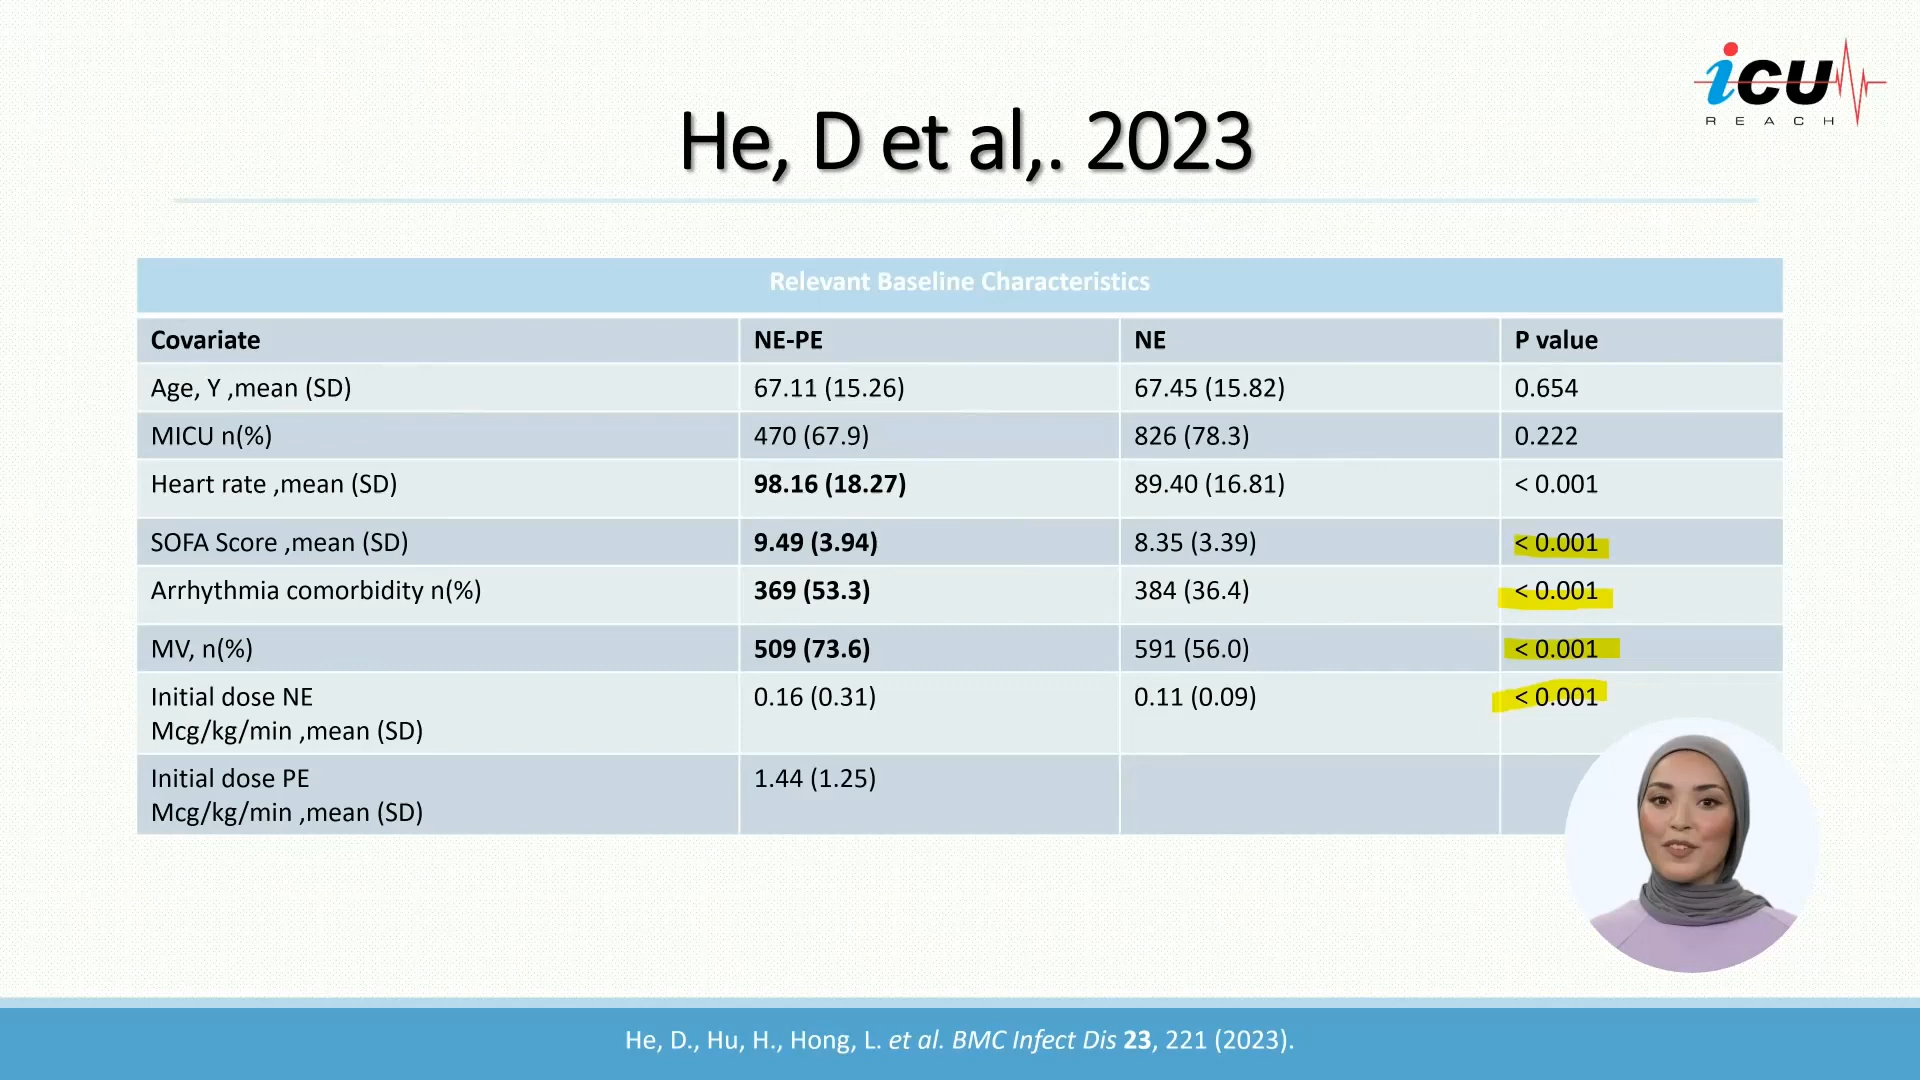 icu
REACH
He, D et al,. 2023
Relevant Baseline Characteristics
Covariate NE-PE NE P value
Age, Y ,mean (SD) 67.11 (15.26) 67.45 (15.82) 0.654
MICU n(%) 470 (67.9) 826 (78.3) 0.222
Heart rate ,mean (SD) 98.16 (18.27) 89.40 (16.81) < 0.001
SOFA Score ,mean (SD) 9.49 (3.94) 8.35 (3.39) < 0.001
Arrhythmia comorbidity n(%) 369 (53.3) 384 (36.4) < 0.001
MV, n(%) 509 (73.6) 591 (56.0) < 0.001
Initial dose NE 0.16 (0.31) 0.11 (0.09) < 0.001
Mcg/kg/min ,mean (SD)
Initial dose PE 1.44 (1.25)
Mcg/kg/min ,mean (SD)
He, D., Hu, H., Hong, L. et al. BMC Infect Dis 23, 221 (2023).